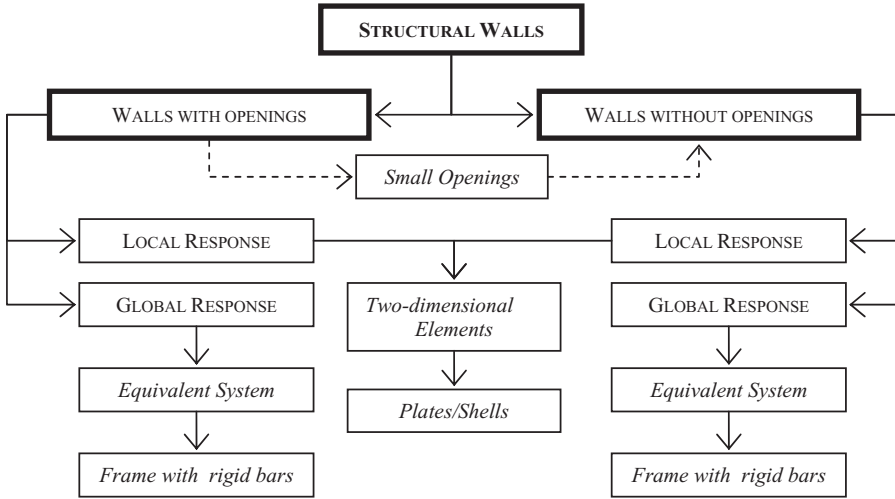 STRUCTURAL WALLS
WALLS WITH OPENINGS
WALLS WITHOUT OPENINGS
Small Openings
LOCAL RESPONSE
LOCAL RESPONSE
GLOBAL RESPONSE
Two-dimensional
Elements
GLOBAL RESPONSE
Equivalent System
Plates/Shells
Equivalent System
Frame with rigid bars
Frame with rigid bars